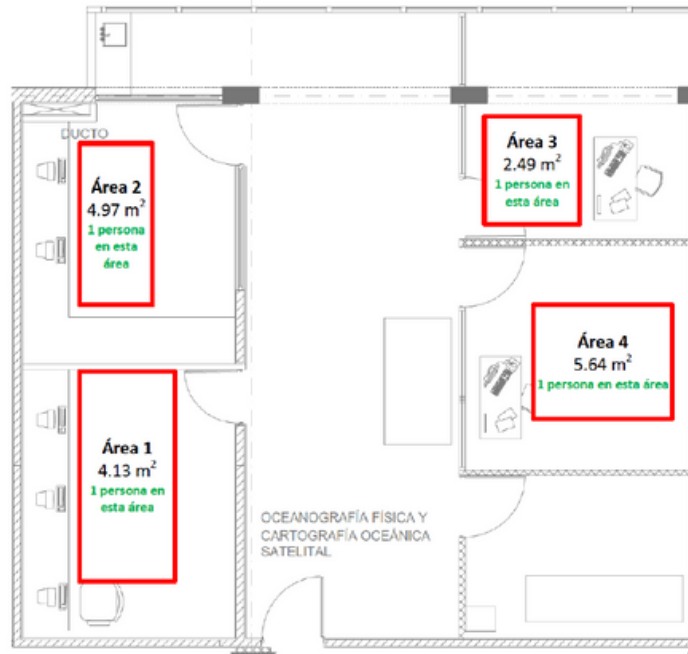 DUCTO
Área 2
4.97 m²
1 persona
en esta
área
Área 3
2.49 m²
1 persona en
esta área
Área 4
5.64 m²
1 persona en esta área
Área 1
4.13 m²
1 persona en
esta área
OCEANOGRAFÍA FÍSICA Y
CARTOGRAFÍA OCEÁNICA
SATELITAL